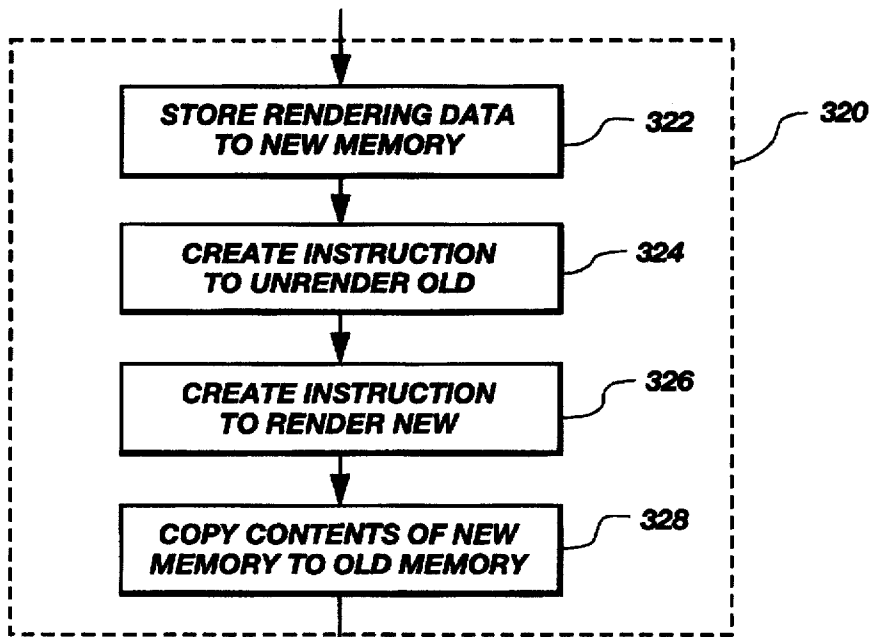 STORE RENDERING DATA
TO NEW MEMORY
322
320
CREATE INSTRUCTION
TO UNRENDER OLD
324
CREATE INSTRUCTION
TO RENDER NEW
326
COPY CONTENTS OF NEW
MEMORY TO OLD MEMORY
328